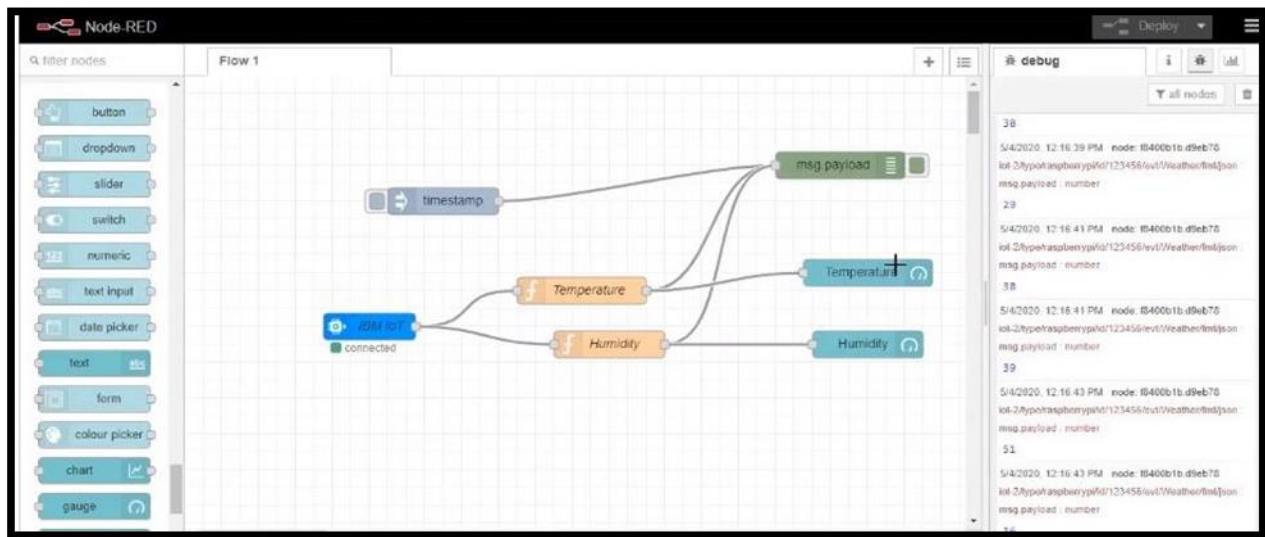 Node-RED
Deploy
filter nodes
Flow 1
debug
i
all nodes
button
dropdown
slider
switch
numeric
text input
date picker
text
abc
form
colour picker
chart
gauge
timestamp
msg.payload
Temperature
Temperature
IBM IoT
connected
Humidity
Humidity
38
5/4/2020, 12:16:39 PM node: f8400b1b.d9eb78
iot-2/type/raspberrypi/id/123456/evt/Weather/fmt/json :
msg.payload : number
29
5/4/2020, 12:16:41 PM node: f8400b1b.d9eb78
iot-2/type/raspberrypi/id/123456/evt/Weather/fmt/json :
msg.payload : number
38
5/4/2020, 12:16:41 PM node: f8400b1b.d9eb78
iot-2/type/raspberrypi/id/123456/evt/Weather/fmt/json :
msg.payload : number
39
5/4/2020, 12:16:43 PM node: f8400b1b.d9eb78
iot-2/type/raspberrypi/id/123456/evt/Weather/fmt/json :
msg.payload : number
51
5/4/2020, 12:16:43 PM node: f8400b1b.d9eb78
iot-2/type/raspberrypi/id/123456/evt/Weather/fmt/json
msg.payload : number